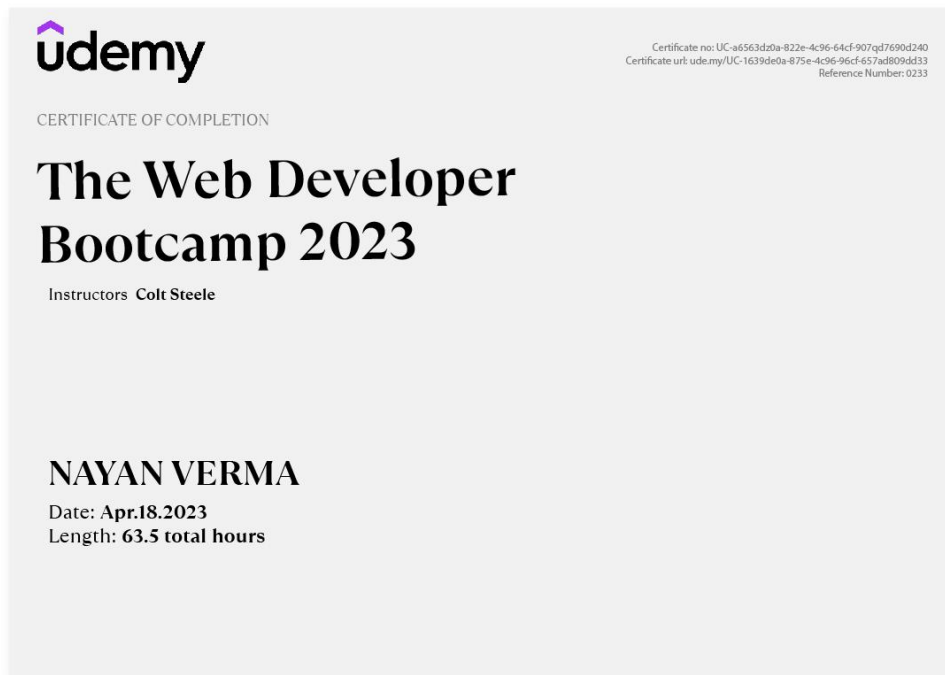 ûdemy
Certificate no: UC-a6563dz0a-822e-4c96-64cf-907qd7690d240
Certificate url: ude.my/UC-1639de0a-875e-4c96-96cf-657ad809dd33
Reference Number: 0233
CERTIFICATE OF COMPLETION
The Web Developer
Bootcamp 2023
Instructors Colt Steele
NAYAN VERMA
Date: Apr.18.2023
Length: 63.5 total hours